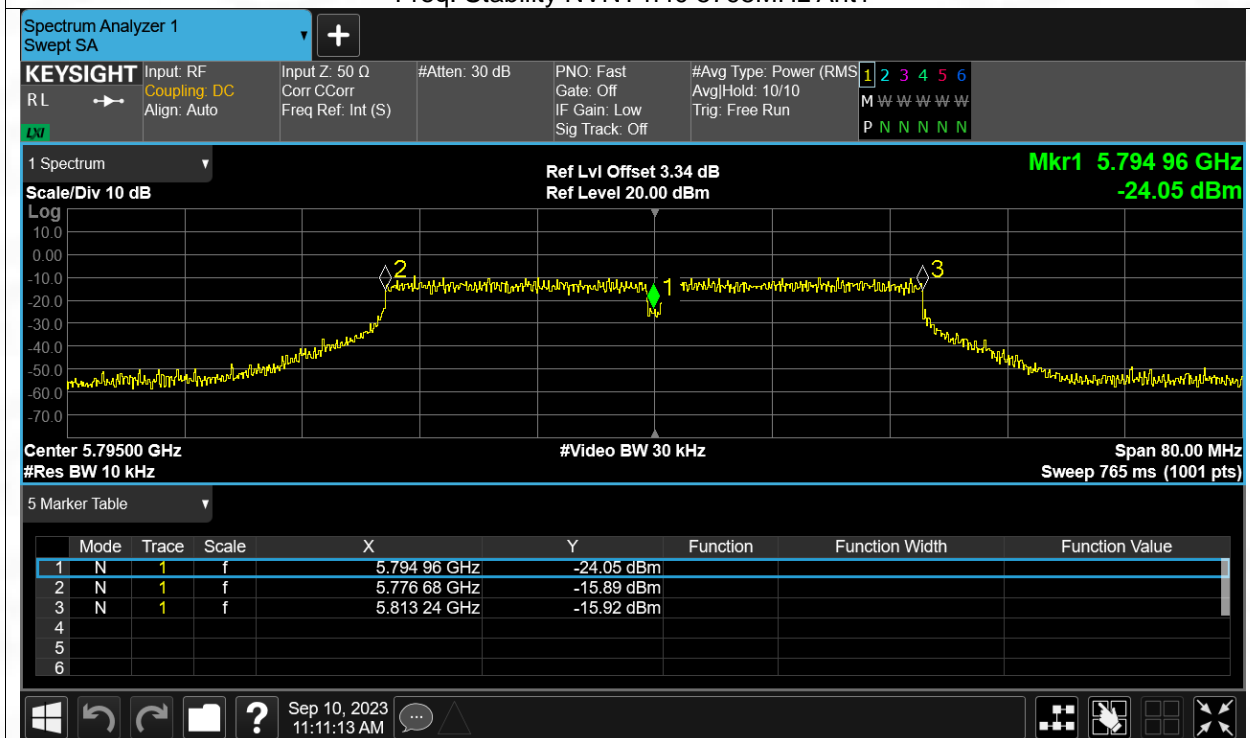 Spectrum Analyzer 1
Swept SA
KEYSIGHT
RL
LXI
Input: RF
Coupling: DC
Align: Auto
Input Z: 50 Ω
Corr CCorr
Freq Ref: Int (S)
#Atten: 30 dB
PNO: Fast
Gate: Off
IF Gain: Low
Sig Track: Off
#Avg Type: Power (RMS
Avg|Hold: 10/10
Trig: Free Run
1 2 3 4 5 6
M W W W W W
P N N N N N
1 Spectrum
Scale/Div 10 dB
Ref Lvl Offset 3.34 dB
Ref Level 20.00 dBm
Mkr1 5.794 96 GHz
-24.05 dBm
Log
10.0
0.00
-10.0
-20.0
-30.0
-40.0
-50.0
-60.0
-70.0
2
1
3
Center 5.79500 GHz
#Res BW 10 kHz
#Video BW 30 kHz
Span 80.00 MHz
Sweep 765 ms (1001 pts)
5 Marker Table
Mode Trace Scale X Y Function Function Width Function Value
1 N 1 f 5.794 96 GHz -24.05 dBm
2 N 1 f 5.776 68 GHz -15.89 dBm
3 N 1 f 5.813 24 GHz -15.92 dBm
4
5
6
?
Sep 10, 2023
11:11:13 AM